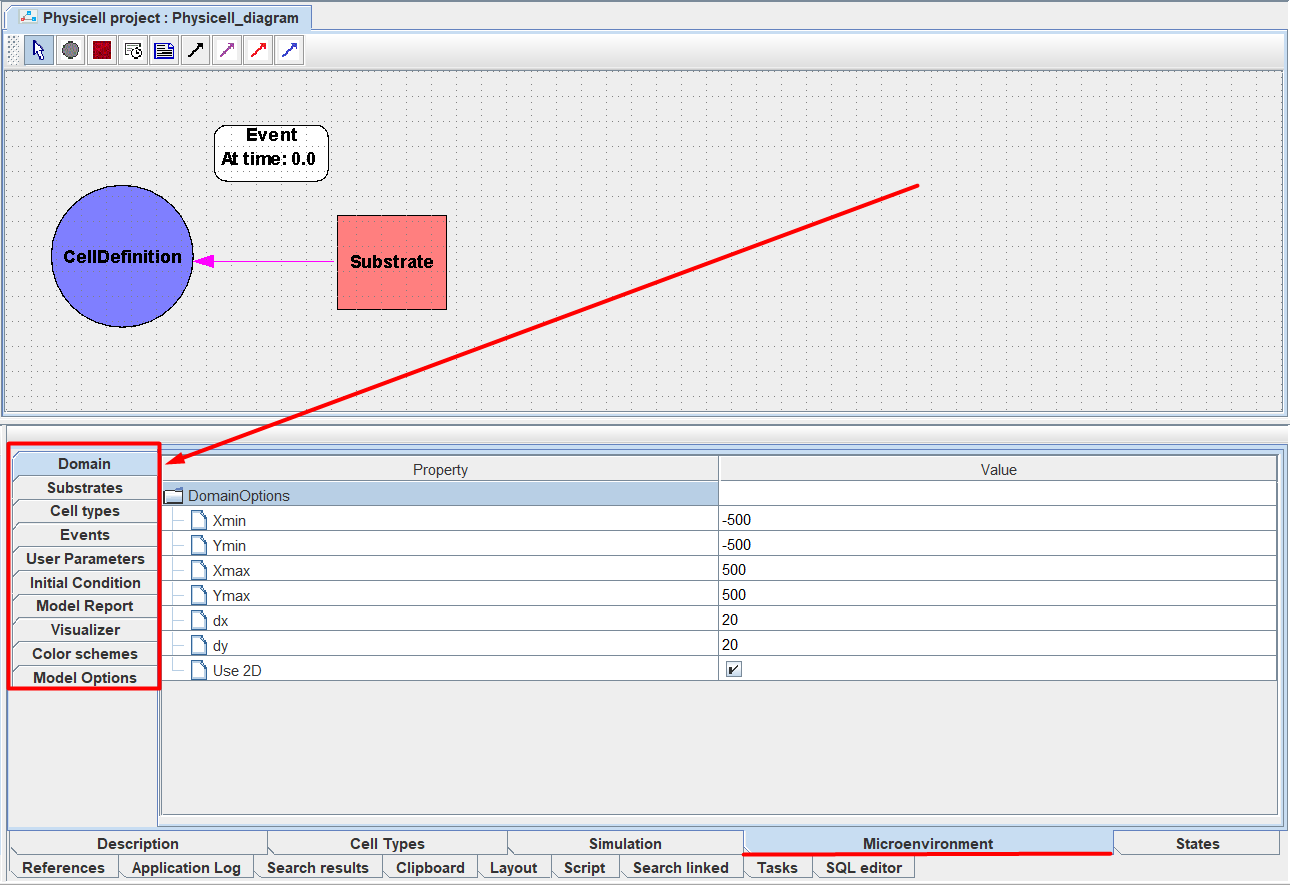 Physicell project : Physicell_diagram
Event
At time: 0.0
CellDefinition
Substrate
Domain
Substrates
Cell types
Events
User Parameters
Initial Condition
Model Report
Visualizer
Color schemes
Model Options
Property Value
DomainOptions
Xmin -500
Ymin -500
Xmax 500
Ymax 500
dx 20
dy 20
Use 2D
Description Cell Types Simulation Microenvironment States
References Application Log Search results Clipboard Layout Script Search linked Tasks SQL editor